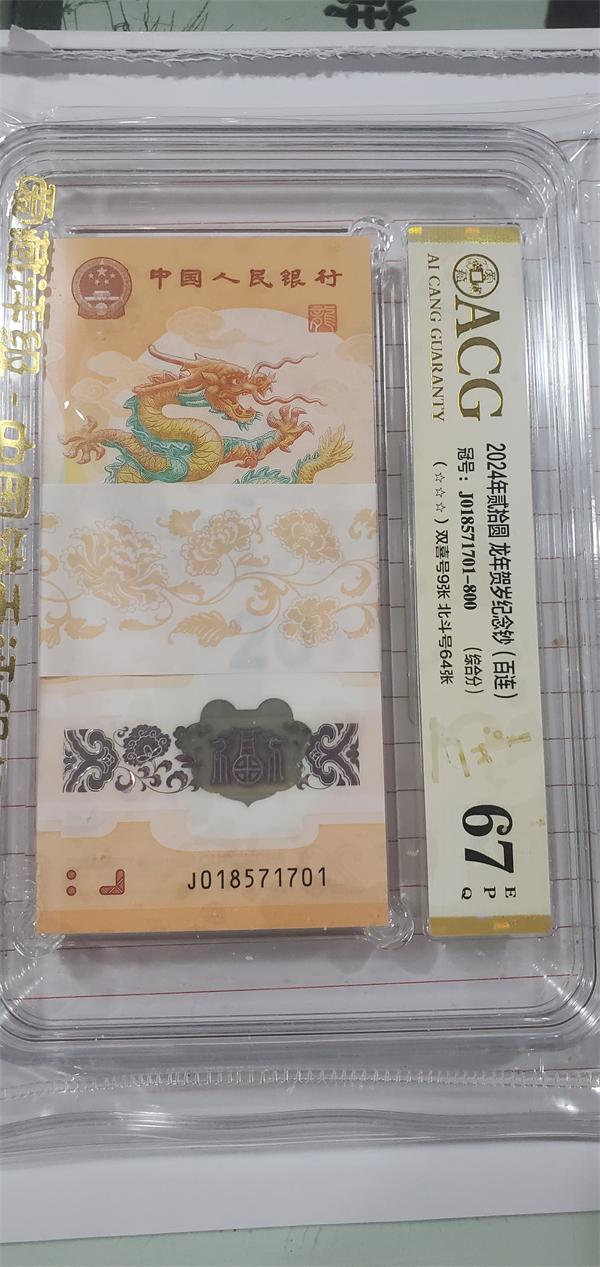 中国人民银行
龍
J018571701
ACG
AI CANG GUARANTY
2024年贰拾圆 龙年贺岁纪念钞（百连）
冠号：J018571701-800 （综合分）
（☆☆☆）双喜号9张 北斗号64张
67
E
P
Q